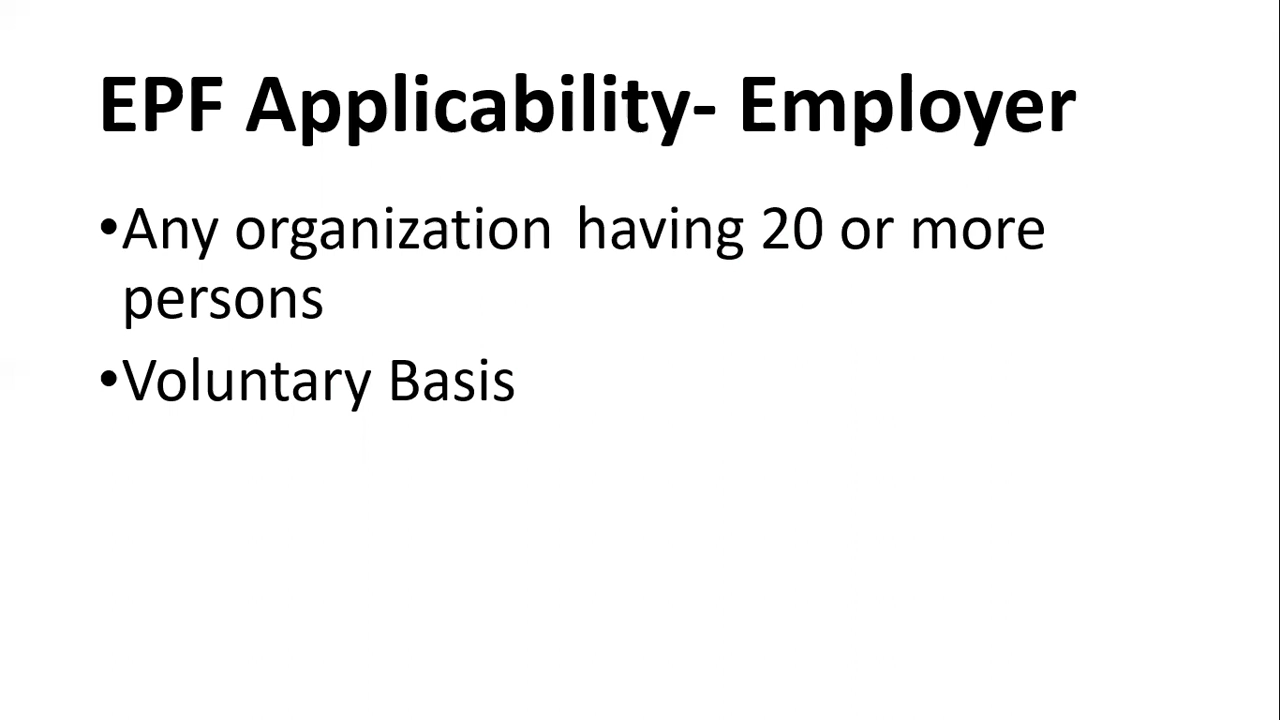 EPF Applicability- Employer
•Any organization having 20 or more
persons
•Voluntary Basis